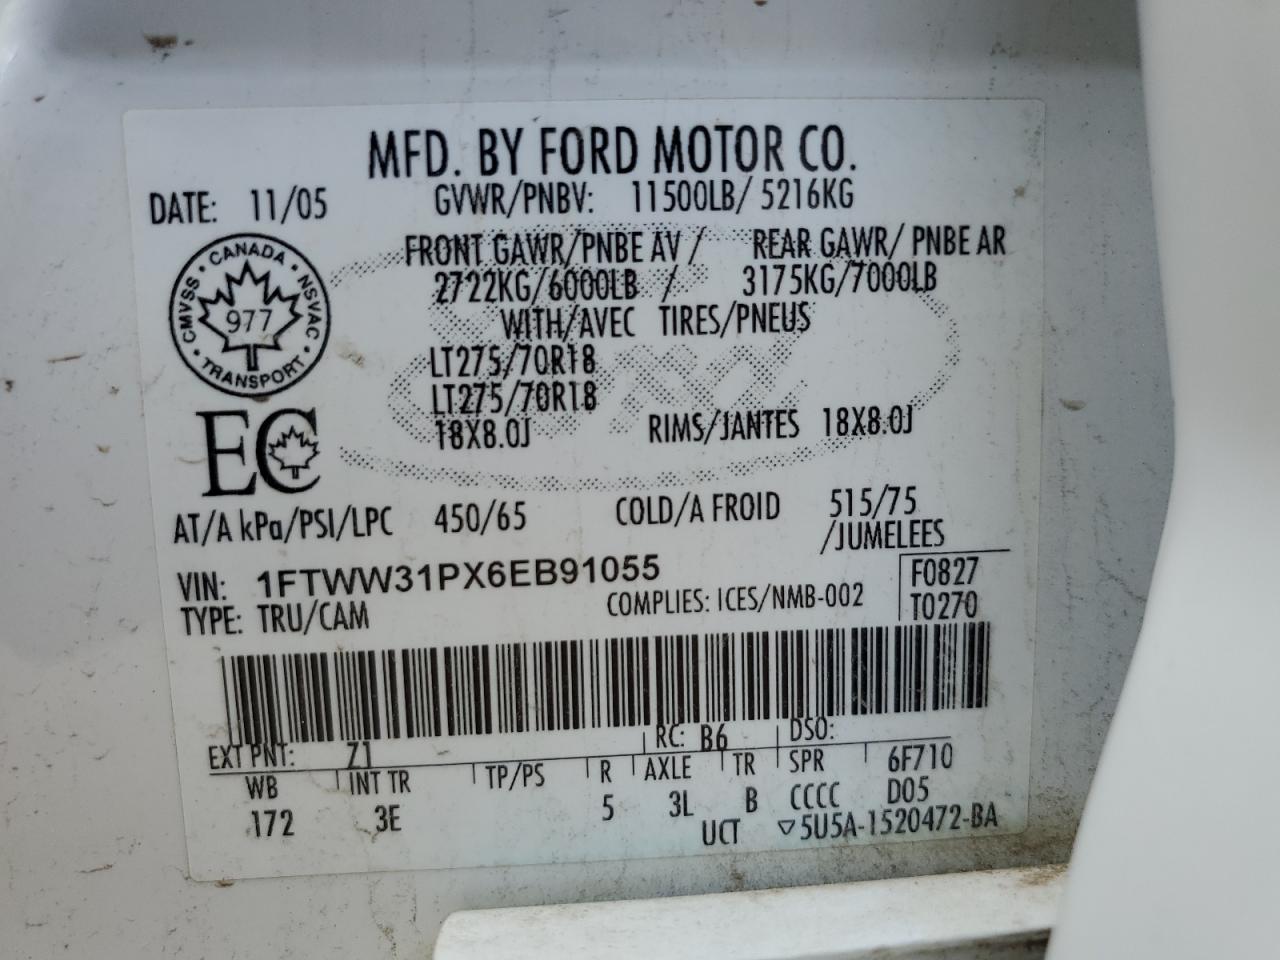 MFD. BY FORD MOTOR CO.
DATE: 11/05 GVWR/PNBV: 11500LB/ 5216KG
FRONT GAWR/PNBE AV / REAR GAWR/ PNBE AR
2722KG/6000LB / 3175KG/7000LB
WITH/AVEC TIRES/PNEUS
CMVSS · CANADA · NSVAC · TRANSPORT ·
977
LT275/70R18
LT275/70R18
18X8.0J RIMS/JANTES 18X8.0J
EC
AT/A kPa/PSI/LPC 450/65 COLD/A FROID 515/75
/JUMELEES
VIN: 1FTWW31PX6EB91055 F0827
TYPE: TRU/CAM COMPLIES: ICES/NMB-002 T0270
EXT PNT: Z1 RC: B6 DSO:
WB INT TR TP/PS R AXLE TR SPR 6F710
172 3E 5 3L B CCCC D05
UCT ▽5U5A-1520472-BA